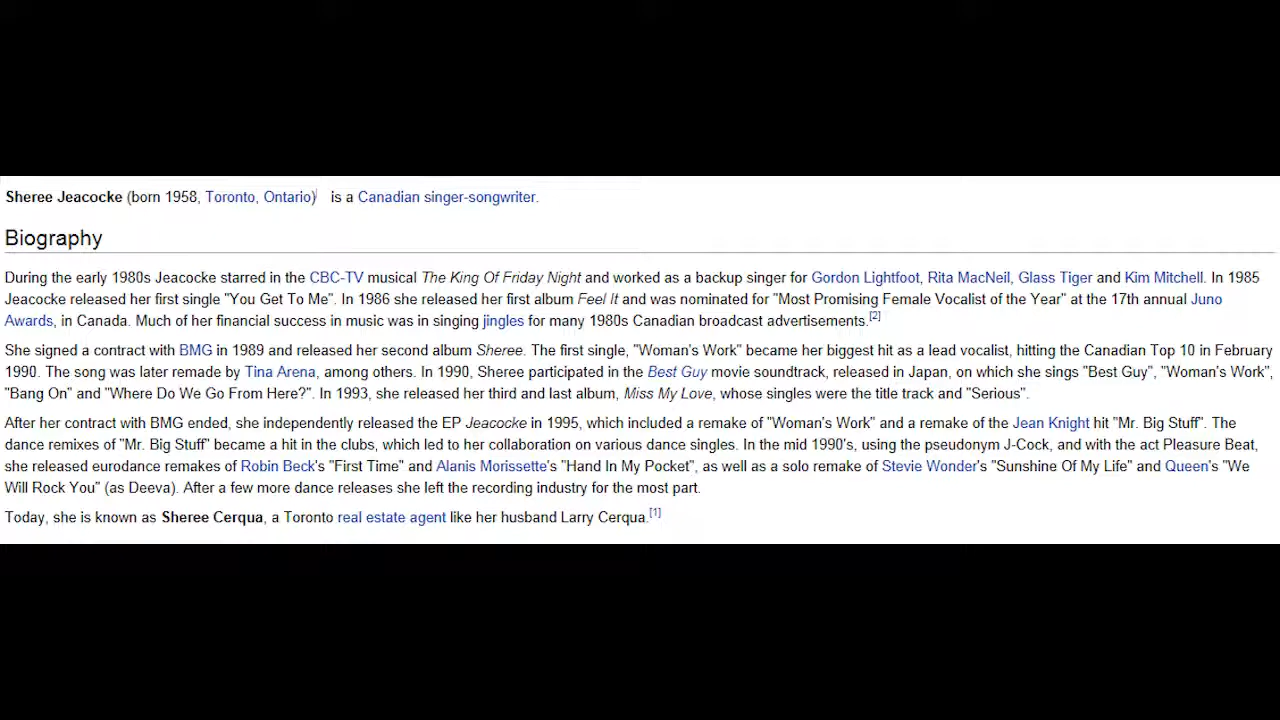 Sheree Jeacocke (born 1958, Toronto, Ontario) is a Canadian singer-songwriter.
Biography
During the early 1980s Jeacocke starred in the CBC-TV musical The King Of Friday Night and worked as a backup singer for Gordon Lightfoot, Rita MacNeil, Glass Tiger and Kim Mitchell. In 1985
Jeacocke released her first single "You Get To Me". In 1986 she released her first album Feel It and was nominated for "Most Promising Female Vocalist of the Year" at the 17th annual Juno
Awards, in Canada. Much of her financial success in music was in singing jingles for many 1980s Canadian broadcast advertisements.[2]
She signed a contract with BMG in 1989 and released her second album Sheree. The first single, "Woman's Work" became her biggest hit as a lead vocalist, hitting the Canadian Top 10 in February
1990. The song was later remade by Tina Arena, among others. In 1990, Sheree participated in the Best Guy movie soundtrack, released in Japan, on which she sings "Best Guy", "Woman's Work",
"Bang On" and "Where Do We Go From Here?". In 1993, she released her third and last album, Miss My Love, whose singles were the title track and "Serious".
After her contract with BMG ended, she independently released the EP Jeacocke in 1995, which included a remake of "Woman's Work" and a remake of the Jean Knight hit "Mr. Big Stuff". The
dance remixes of "Mr. Big Stuff" became a hit in the clubs, which led to her collaboration on various dance singles. In the mid 1990's, using the pseudonym J-Cock, and with the act Pleasure Beat,
she released eurodance remakes of Robin Beck's "First Time" and Alanis Morissette's "Hand In My Pocket", as well as a solo remake of Stevie Wonder's "Sunshine Of My Life" and Queen's "We
Will Rock You" (as Deeva). After a few more dance releases she left the recording industry for the most part.
Today, she is known as Sheree Cerqua, a Toronto real estate agent like her husband Larry Cerqua.[1]